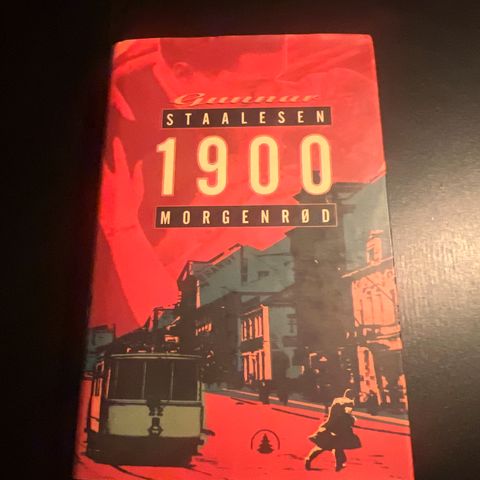 Gunnar
STAALESEN
1900
MORGENRØD